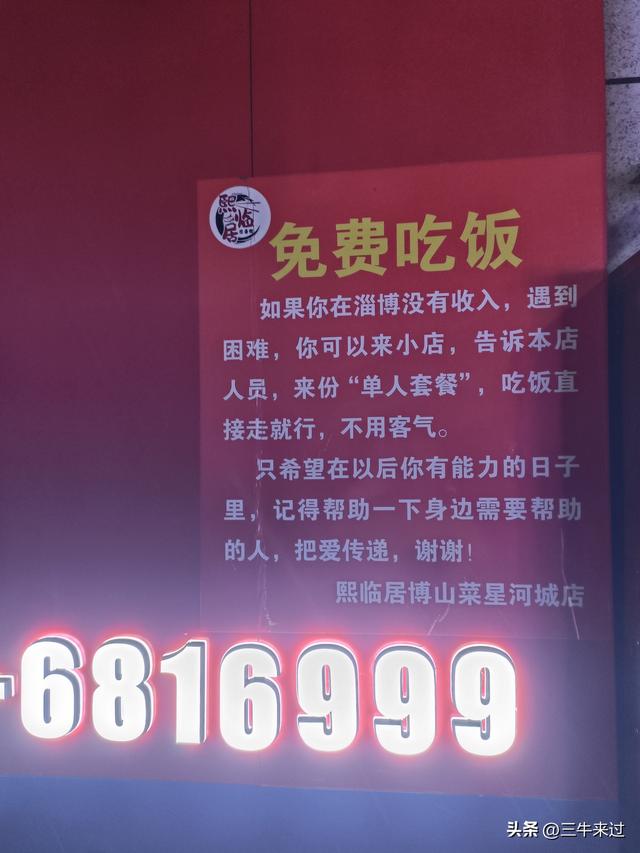 熙临居
免费吃饭
如果你在淄博没有收入，遇到
困难，你可以来小店，告诉本店
人员，来份“单人套餐”，吃饭直
接走就行，不用客气。
只希望在以后你有能力的日子
里，记得帮助一下身边需要帮助
的人，把爱传递，谢谢！
熙临居博山菜星河城店
-6816999
头条 @三牛来过